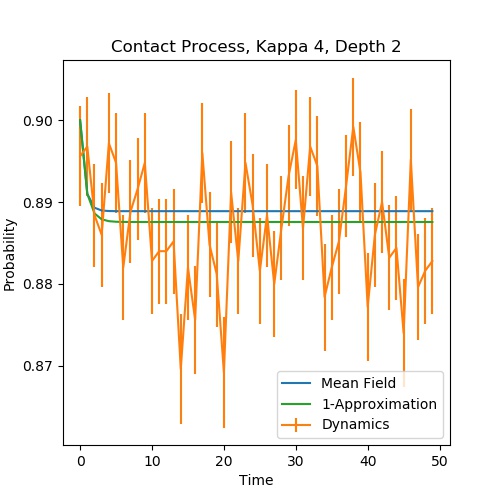 Contact Process, Kappa 4, Depth 2
Probability
0.90
0.89
0.88
0.87
0
10
20
30
40
50
Time
Mean Field
1-Approximation
Dynamics